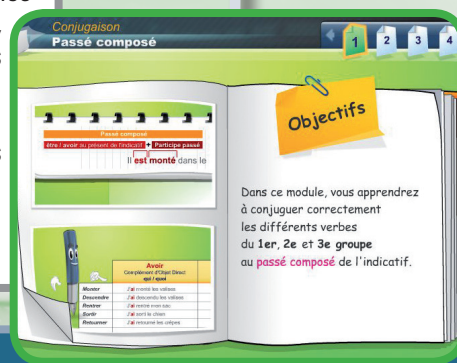 Conjugaison
Passé composé
1 2 3 4
Passé composé
être / avoir au présent de l'indicatif + Participe passé
Il est monté dans le
Objectifs
Dans ce module, vous apprendrez
à conjuguer correctement
les différents verbes
du 1er, 2e et 3e groupe
au passé composé de l'indicatif.
Avoir
Complément d'Objet Direct
qui / quoi
Monter J'ai monté les valises
Descendre J'ai descendu les valises
Rentrer J'ai rentré mon sac
Sortir J'ai sorti le chien
Retourner J'ai retourné les crêpes